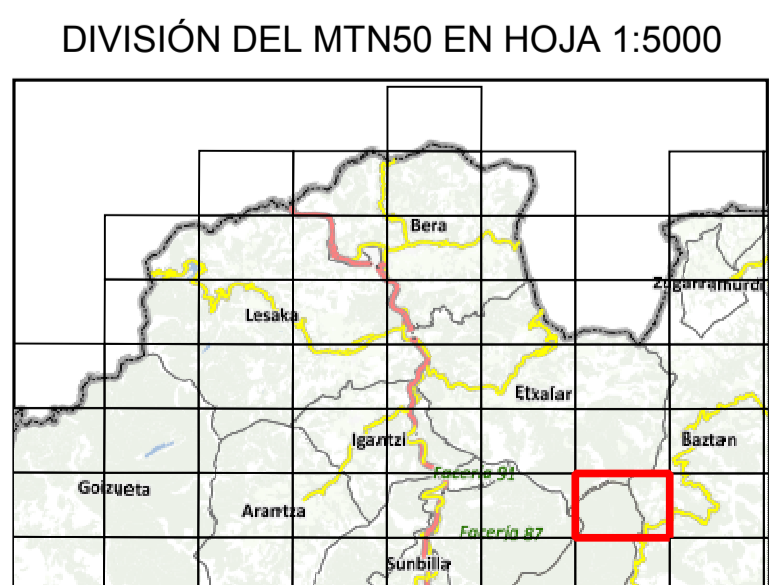 DIVISIÓN DEL MTN50 EN HOJA 1:5000
Bera
Zugarramurdi
Lesaka
Etxalar
Igantzi
Baztan
Facería 91
Goizueta
Arantza
Facería 87
Sunbilla